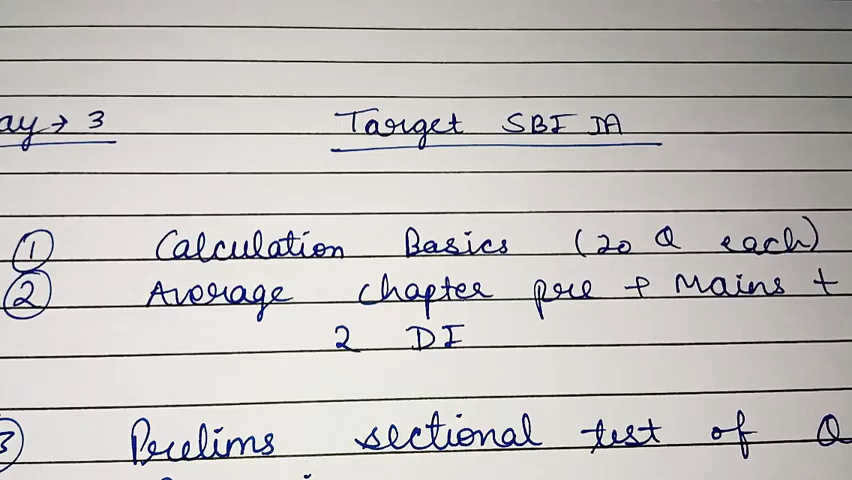 ay → 3
Target SBI JA
① Calculation Basics (20 Q each)
② Average chapter pre + Mains +
2 DI
3 Prelims sectional test of Q